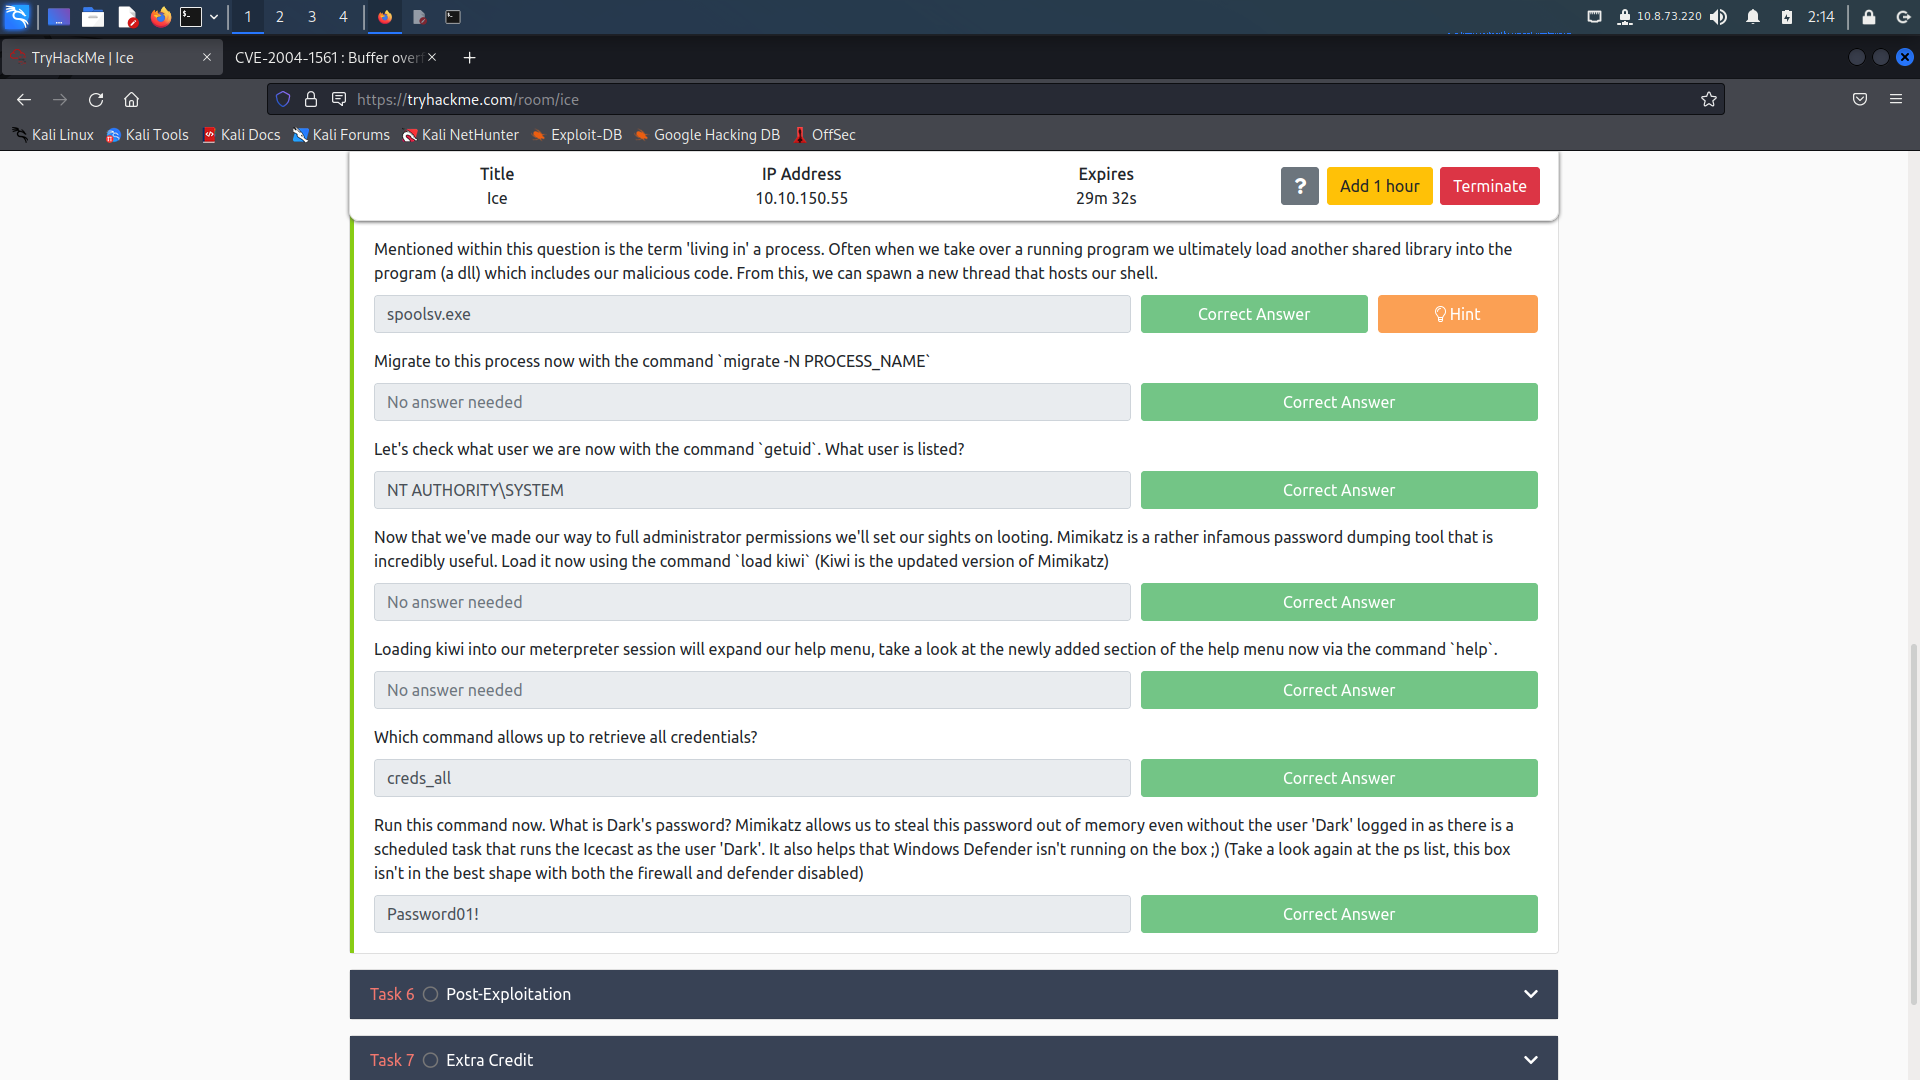 1 2 3 4 10.8.73.220 2:14
TryHackMe | Ice CVE-2004-1561 : Buffer over
https://tryhackme.com/room/ice
Kali Linux Kali Tools Kali Docs Kali Forums Kali NetHunter Exploit-DB Google Hacking DB OffSec
Title IP Address Expires
Ice 10.10.150.55 29m 32s
? Add 1 hour Terminate
Mentioned within this question is the term 'living in' a process. Often when we take over a running program we ultimately load another shared library into the
program (a dll) which includes our malicious code. From this, we can spawn a new thread that hosts our shell.
spoolsv.exe Correct Answer Hint
Migrate to this process now with the command `migrate -N PROCESS_NAME`
No answer needed Correct Answer
Let's check what user we are now with the command `getuid`. What user is listed?
NT AUTHORITY\SYSTEM Correct Answer
Now that we've made our way to full administrator permissions we'll set our sights on looting. Mimikatz is a rather infamous password dumping tool that is
incredibly useful. Load it now using the command `load kiwi` (Kiwi is the updated version of Mimikatz)
No answer needed Correct Answer
Loading kiwi into our meterpreter session will expand our help menu, take a look at the newly added section of the help menu now via the command `help`.
No answer needed Correct Answer
Which command allows up to retrieve all credentials?
creds_all Correct Answer
Run this command now. What is Dark's password? Mimikatz allows us to steal this password out of memory even without the user 'Dark' logged in as there is a
scheduled task that runs the Icecast as the user 'Dark'. It also helps that Windows Defender isn't running on the box ;) (Take a look again at the ps list, this box
isn't in the best shape with both the firewall and defender disabled)
Password01! Correct Answer
Task 6 Post-Exploitation
Task 7 Extra Credit